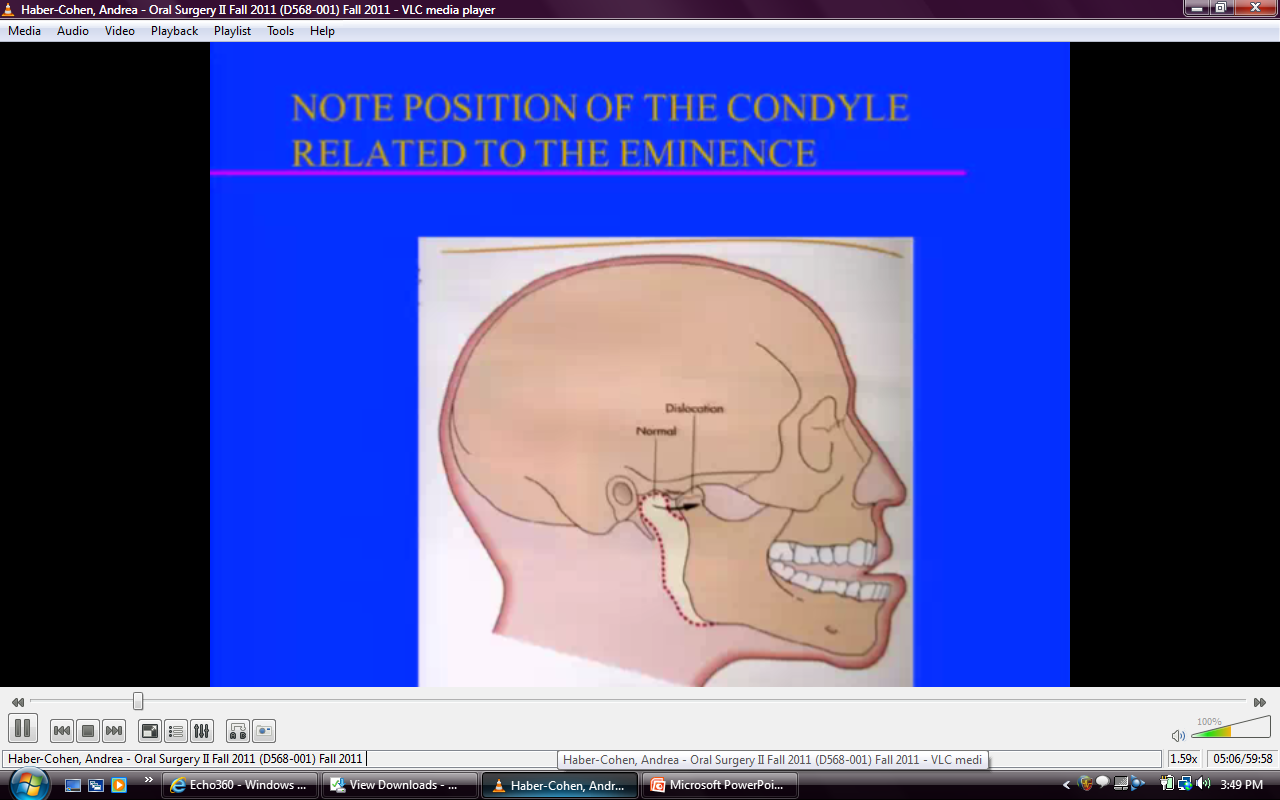 Haber-Cohen, Andrea - Oral Surgery II Fall 2011 (D568-001) Fall 2011 - VLC media player
Media Audio Video Playback Playlist Tools Help
NOTE POSITION OF THE CONDYLE
RELATED TO THE EMINENCE
Dislocation
Normal
100%
Haber-Cohen, Andrea - Oral Surgery II Fall 2011 (D568-001) Fall 2011
Haber-Cohen, Andrea - Oral Surgery II Fall 2011 (D568-001) Fall 2011 - VLC medi
1.59x
05:06/59:58
Echo360 - Windows ...
View Downloads - ...
Haber-Cohen, Andr...
Microsoft PowerPoi...
3:49 PM